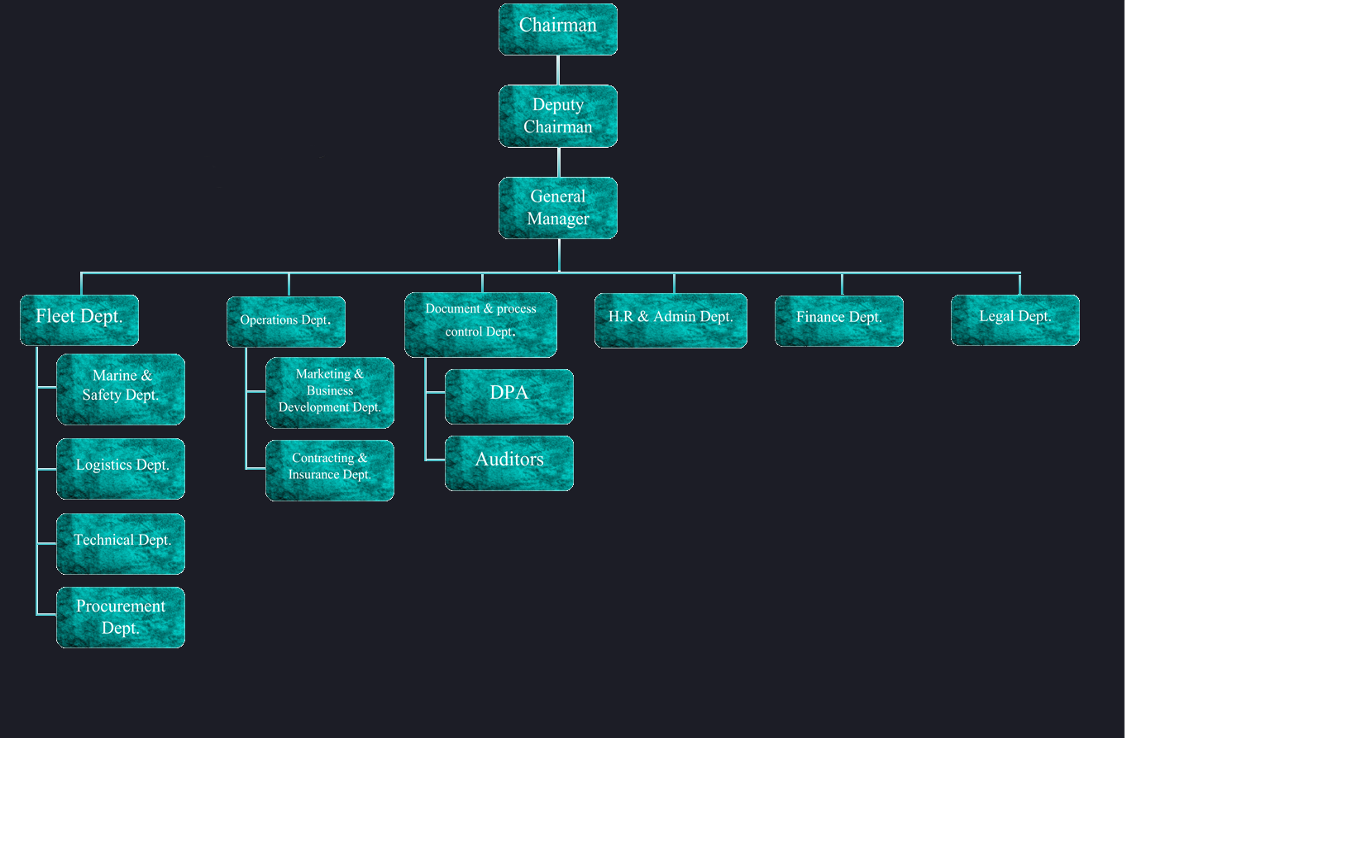 Chairman
Deputy
Chairman
General
Manager
Fleet Dept.
Operations Dept.
Document & process
control Dept.
H.R & Admin Dept.
Finance Dept.
Legal Dept.
Marine &
Safety Dept.
Logistics Dept.
Technical Dept.
Procurement
Dept.
Marketing &
Business
Development Dept.
Contracting &
Insurance Dept.
DPA
Auditors